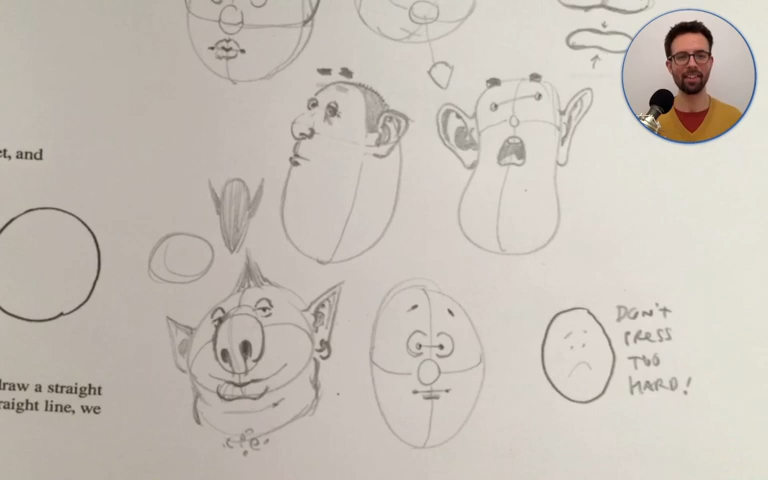 et, and
DON'T
PRESS
TOO
HARD!
draw a straight
raight line, we